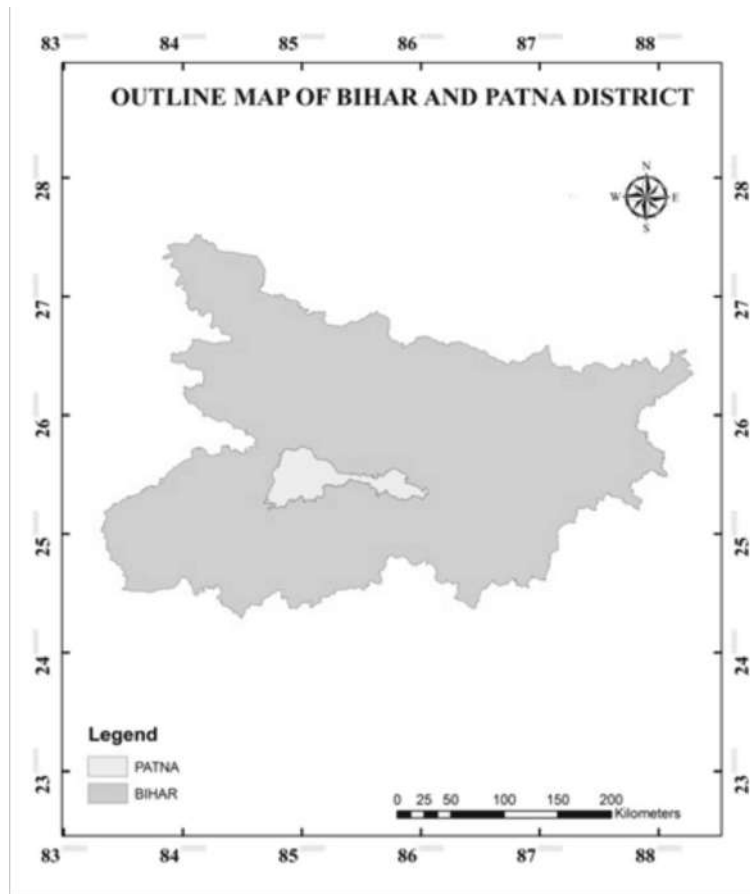 83 84 85 86 87 88
OUTLINE MAP OF BIHAR AND PATNA DISTRICT
N
W E
S
28 28
27 27
26 26
25 25
24 24
23 23
Legend
PATNA
BIHAR
0 25 50 100 150 200
Kilometers
83 84 85 86 87 88